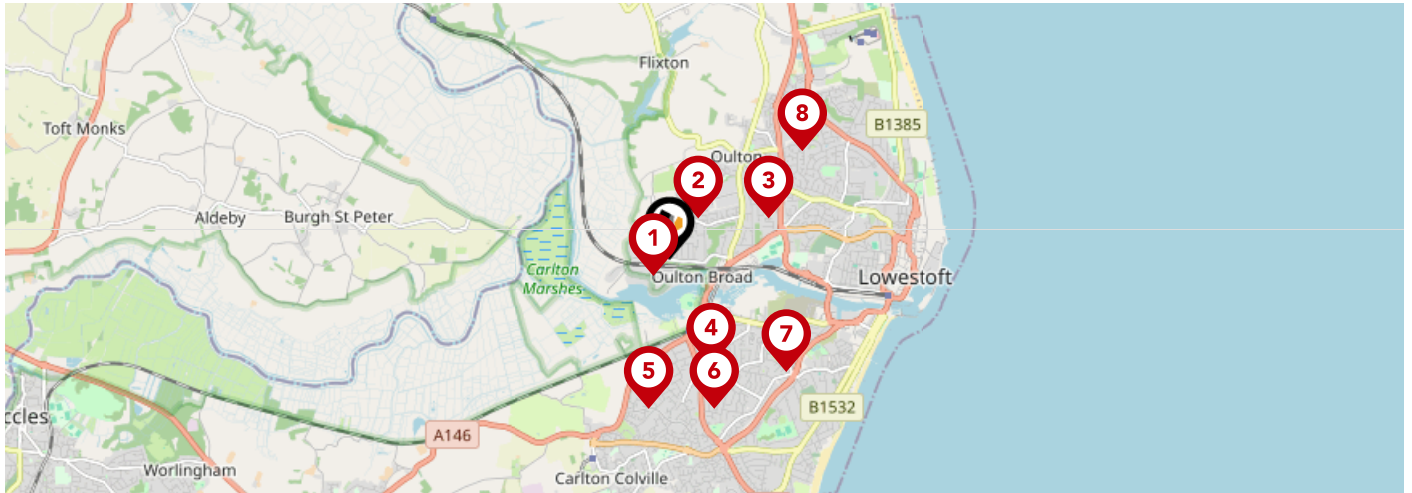 Flixton
8
B1385
Toft Monks
Oulton
2
3
Aldeby
Burgh St Peter
1
Carlton
Marshes
Oulton Broad
Lowestoft
4
7
5
6
B1532
ccles
A146
Worlingham
Carlton Colville